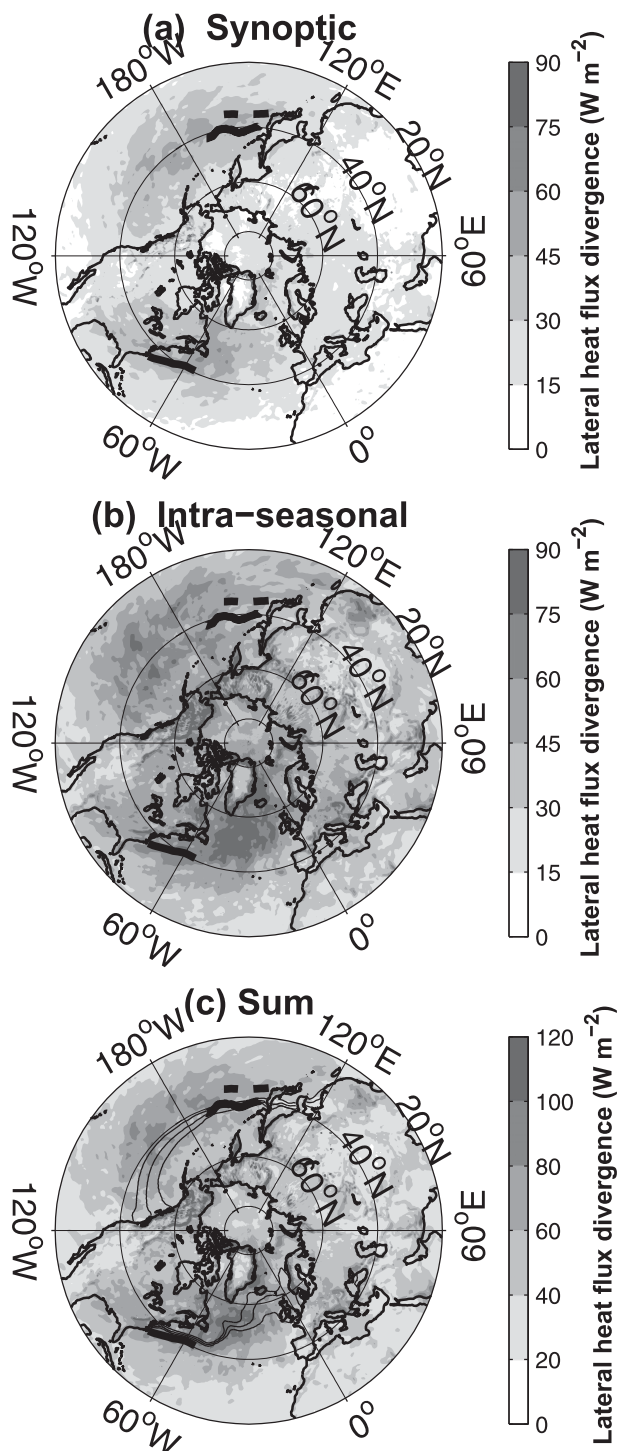 (a) Synoptic
180°W
120°E
20°N
40°N
60°N
120°W
60°E
60°W
0°
90
75
60
45
30
15
0
Lateral heat flux divergence (W m⁻²)
(b) Intra−seasonal
180°W
120°E
20°N
40°N
60°N
120°W
60°E
60°W
0°
90
75
60
45
30
15
0
Lateral heat flux divergence (W m⁻²)
(c) Sum
180°W
120°E
20°N
40°N
60°N
120°W
60°E
60°W
0°
120
100
80
60
40
20
0
Lateral heat flux divergence (W m⁻²)